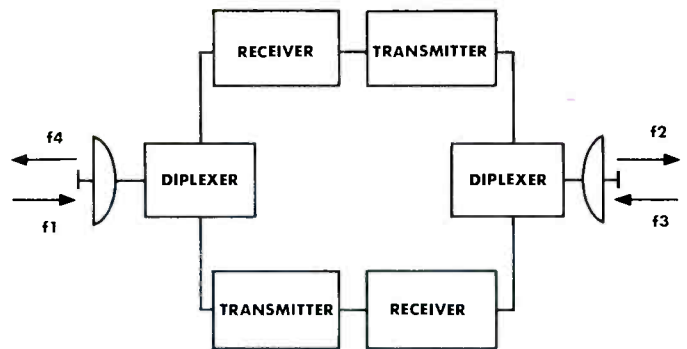 RECEIVER
TRANSMITTER
f4
f2
DIPLEXER
DIPLEXER
f1
f3
TRANSMITTER
RECEIVER